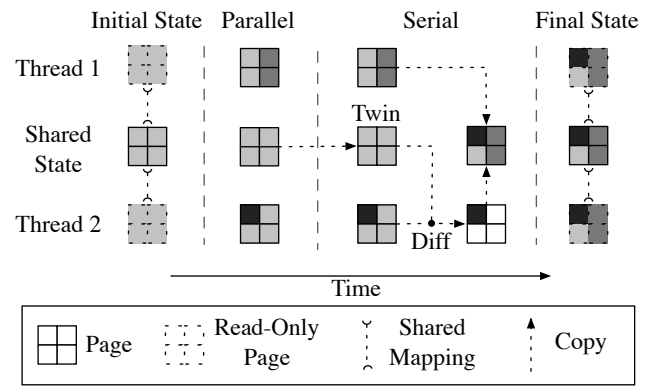 Initial State Parallel Serial Final State
Thread 1
Twin
Shared
State
Thread 2
Diff
Time
Page
Read-Only
Page
Shared
Mapping
Copy